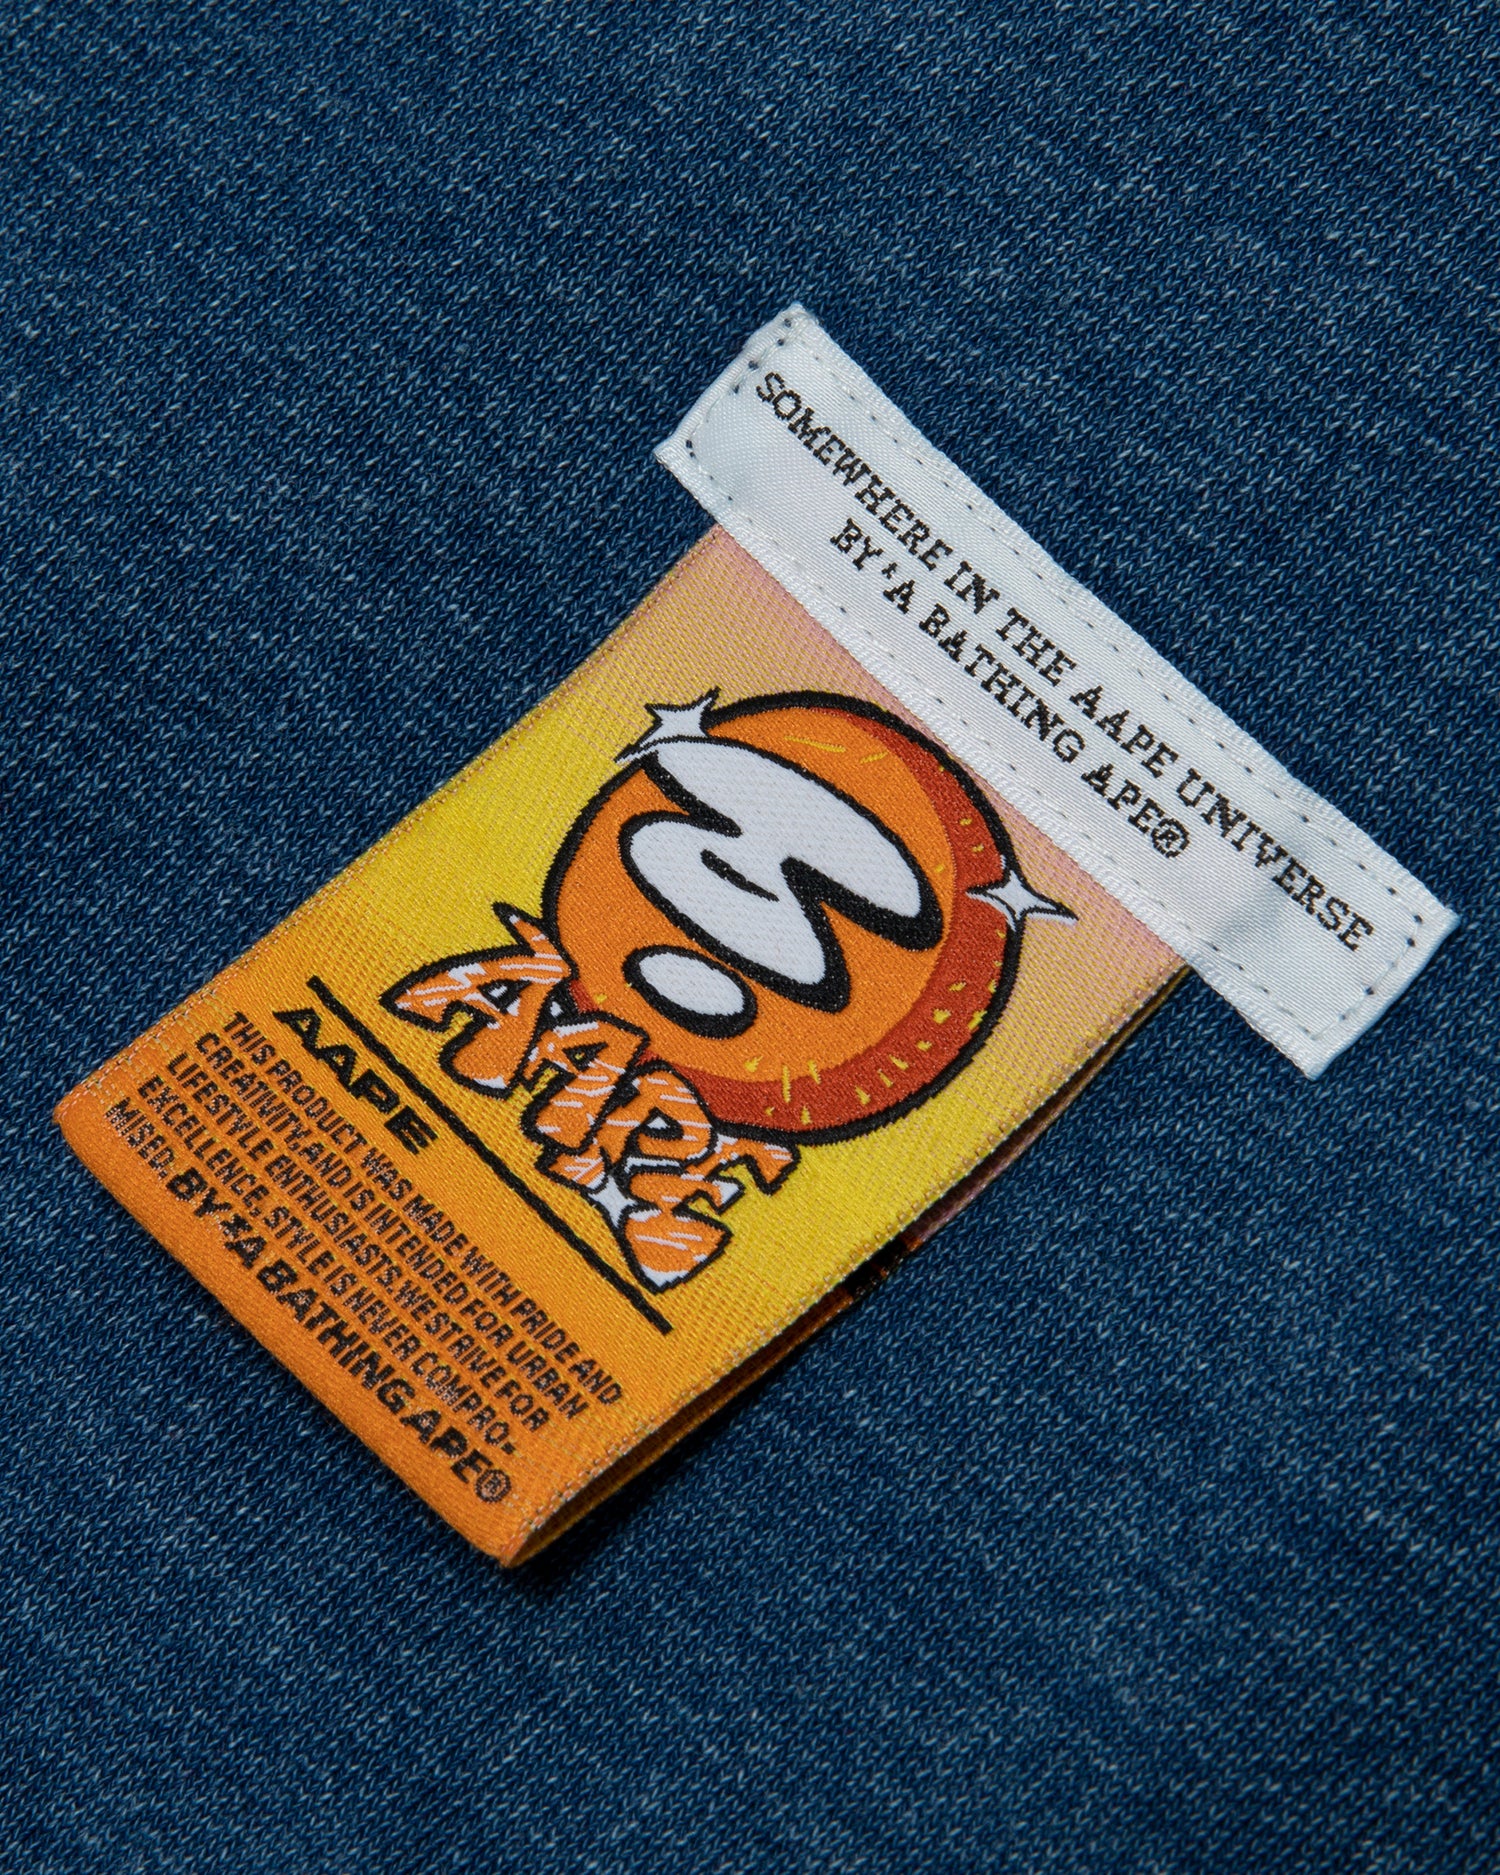 SOMEWHERE IN THE AAPE UNIVERSE
BY *A BATHING APE®
AAPE
AAPE
THIS PRODUCT WAS MADE WITH PRIDE AND
CREATIVITY, AND IS INTENDED FOR URBAN
LIFESTYLE ENTHUSIASTS. WE STRIVE FOR
EXCELLENCE. STYLE IS NEVER COMPRO-
MISED. BY *A BATHING APE®